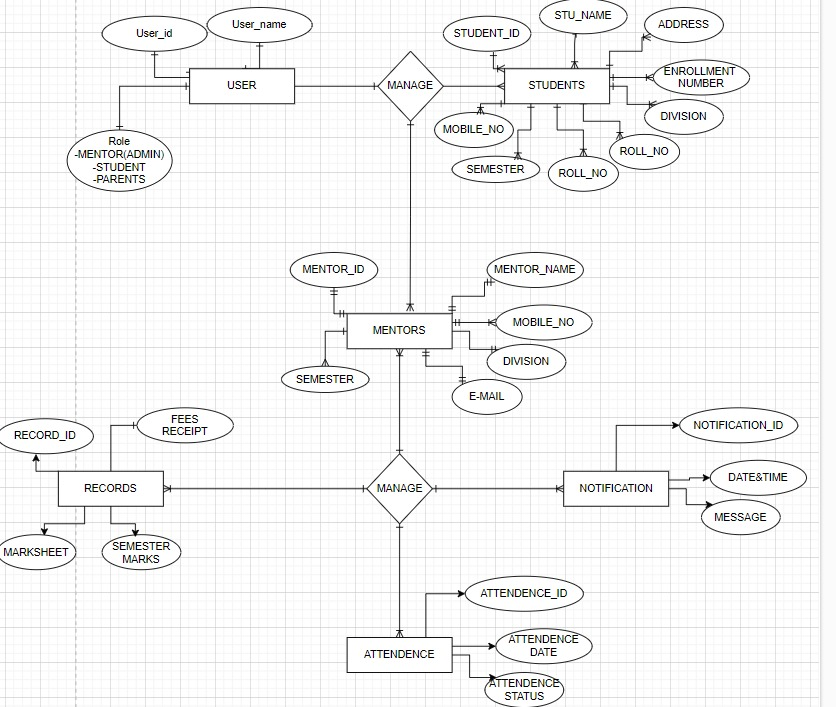 User_id
User_name
STUDENT_ID
STU_NAME
ADDRESS
USER
MANAGE
STUDENTS
ENROLLMENT
NUMBER
DIVISION
MOBILE_NO
Role
-MENTOR(ADMIN)
-STUDENT
-PARENTS
SEMESTER
ROLL_NO
ROLL_NO
MENTOR_ID
MENTOR_NAME
MENTORS
MOBILE_NO
DIVISION
SEMESTER
E-MAIL
RECORD_ID
FEES
RECEIPT
NOTIFICATION_ID
RECORDS
MANAGE
NOTIFICATION
DATE&TIME
MESSAGE
MARKSHEET
SEMESTER
MARKS
ATTENDENCE_ID
ATTENDENCE
ATTENDENCE
DATE
ATTENDENCE
STATUS